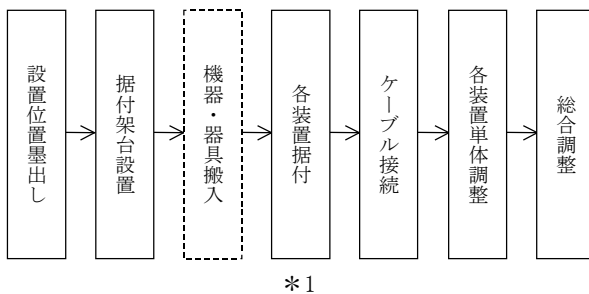 設置位置墨出し
据付架台設置
機器・器具搬入
各装置据付
ケーブル接続
各装置単体調整
総合調整
＊1